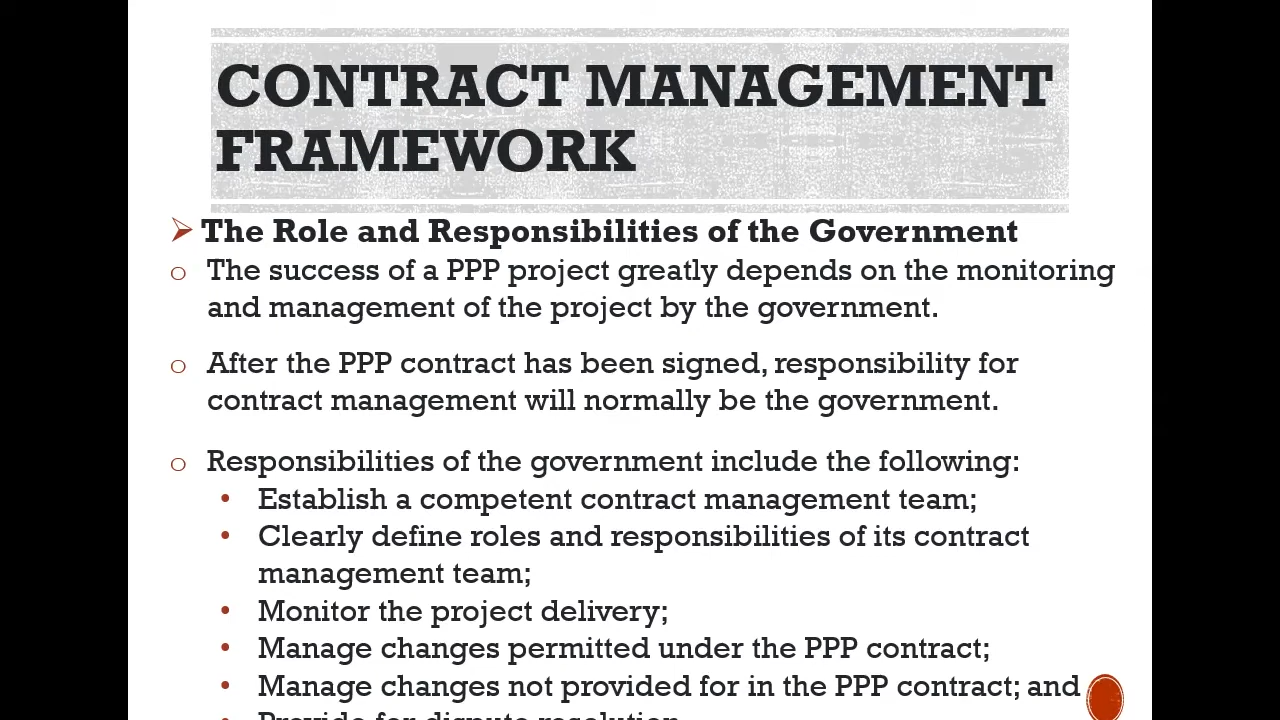 CONTRACT MANAGEMENT
FRAMEWORK
The Role and Responsibilities of the Government
The success of a PPP project greatly depends on the monitoring
and management of the project by the government.
After the PPP contract has been signed, responsibility for
contract management will normally be the government.
Responsibilities of the government include the following:
Establish a competent contract management team;
Clearly define roles and responsibilities of its contract
management team;
Monitor the project delivery;
Manage changes permitted under the PPP contract;
Manage changes not provided for in the PPP contract; and
Provide for dispute resolution